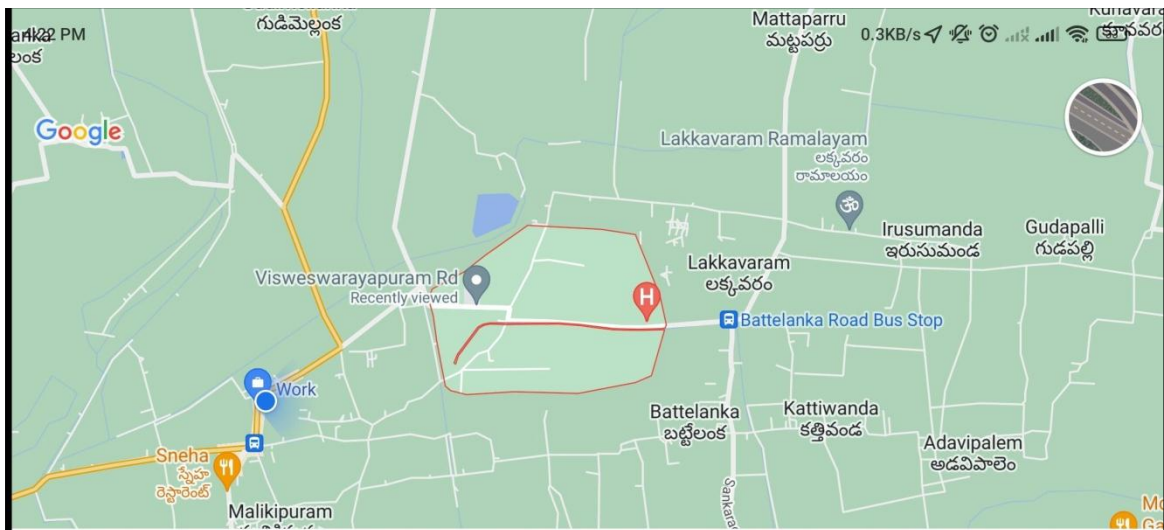 4:22 PM
గుడిమెల్లంక
Mattaparru
మట్టపర్రు
0.3KB/s
Google
Lakkavaram Ramalayam
లక్కవరం
రామాలయం
Irusumanda
ఇరుసుమండ
Gudapalli
గుడపల్లి
Visweswarayapuram Rd
Recently viewed
H
Lakkavaram
లక్కవరం
Battelanka Road Bus Stop
Work
Battelanka
బట్టేలంక
Kattiwanda
కత్తివండ
Adavipalem
అడవిపాలెం
Sneha
స్నేహ
రెస్టారెంట్
Malikipuram